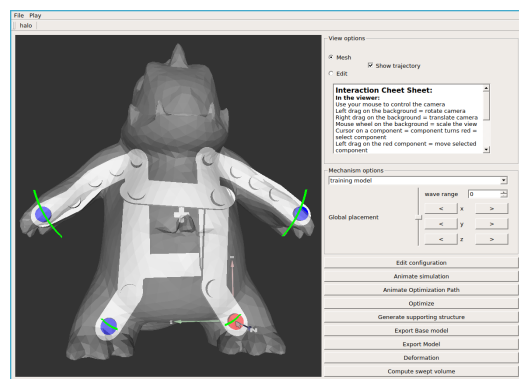 File Play
halo
View options
Mesh
Show trajectory
Edit
Interaction Cheet Sheet:
In the viewer:
Use your mouse to control the camera
Left drag on the background = rotate camera
Right drag on the background = translate camera
Mouse wheel on the background = scale the view
Cursor on a component = component turns red =
select component
Left drag on the red component = move selected
component
Mechanism options
training model
wave range 0
Global placement
< x >
< y >
< z >
Edit configuration
Animate simulation
Animate Optimization Path
Optimize
Generate supporting structure
Export Base model
Export Model
Deformation
Compute swept volume